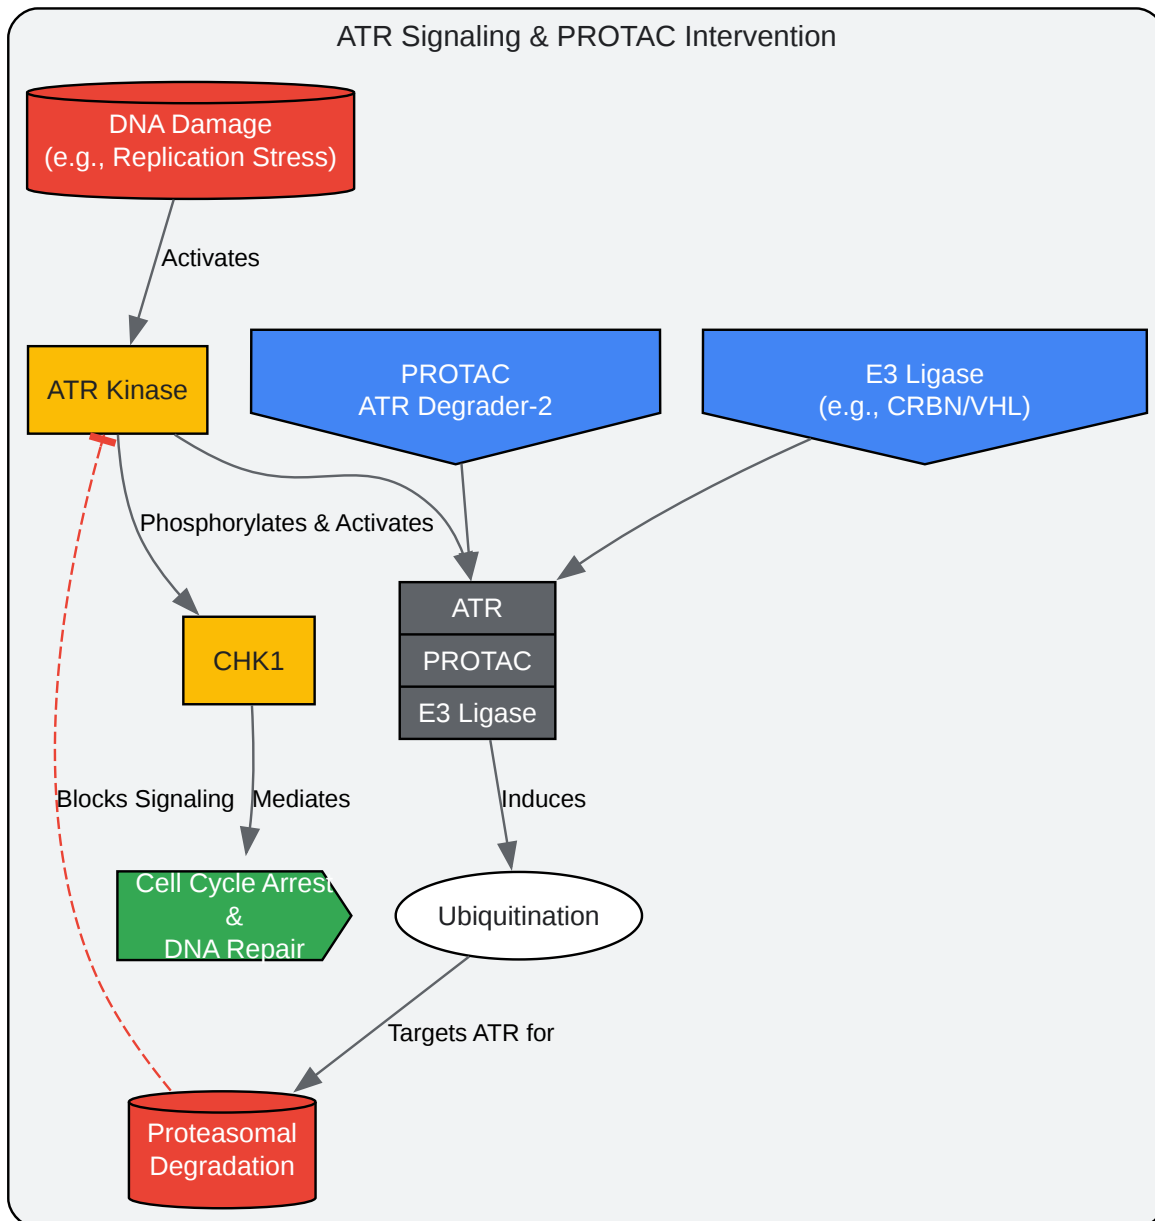 ATR Signaling & PROTAC Intervention
DNA Damage
(e.g., Replication Stress)
Activates
ATR Kinase
PROTAC
ATR Degrader-2
E3 Ligase
(e.g., CRBN/VHL)
Phosphorylates & Activates
ATR
PROTAC
E3 Ligase
CHK1
Blocks Signaling
Mediates
Induces
Cell Cycle Arrest
&
DNA Repair
Ubiquitination
Targets ATR for
Proteasomal
Degradation